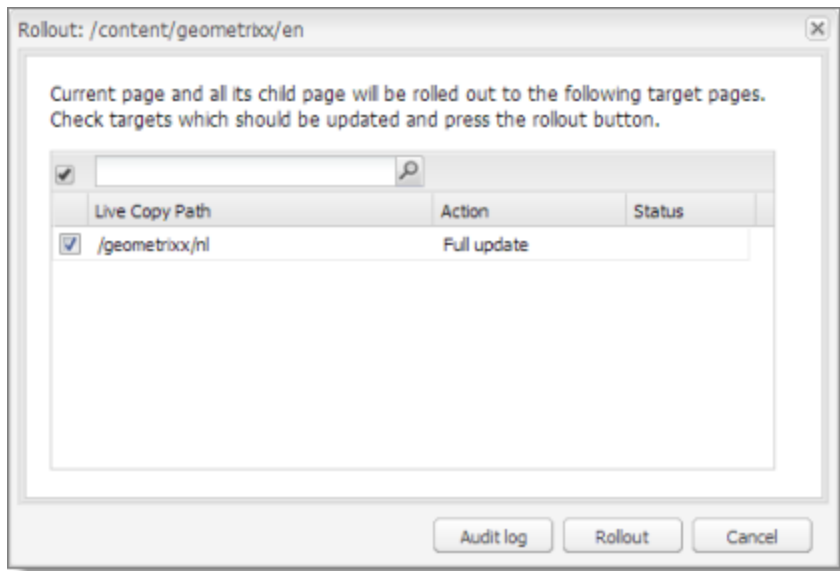 Rollout: /content/geometrixx/en
Current page and all its child page will be rolled out to the following target pages.
Check targets which should be updated and press the rollout button.
Live Copy Path Action Status
/geometrixx/nl Full update
Audit log Rollout Cancel